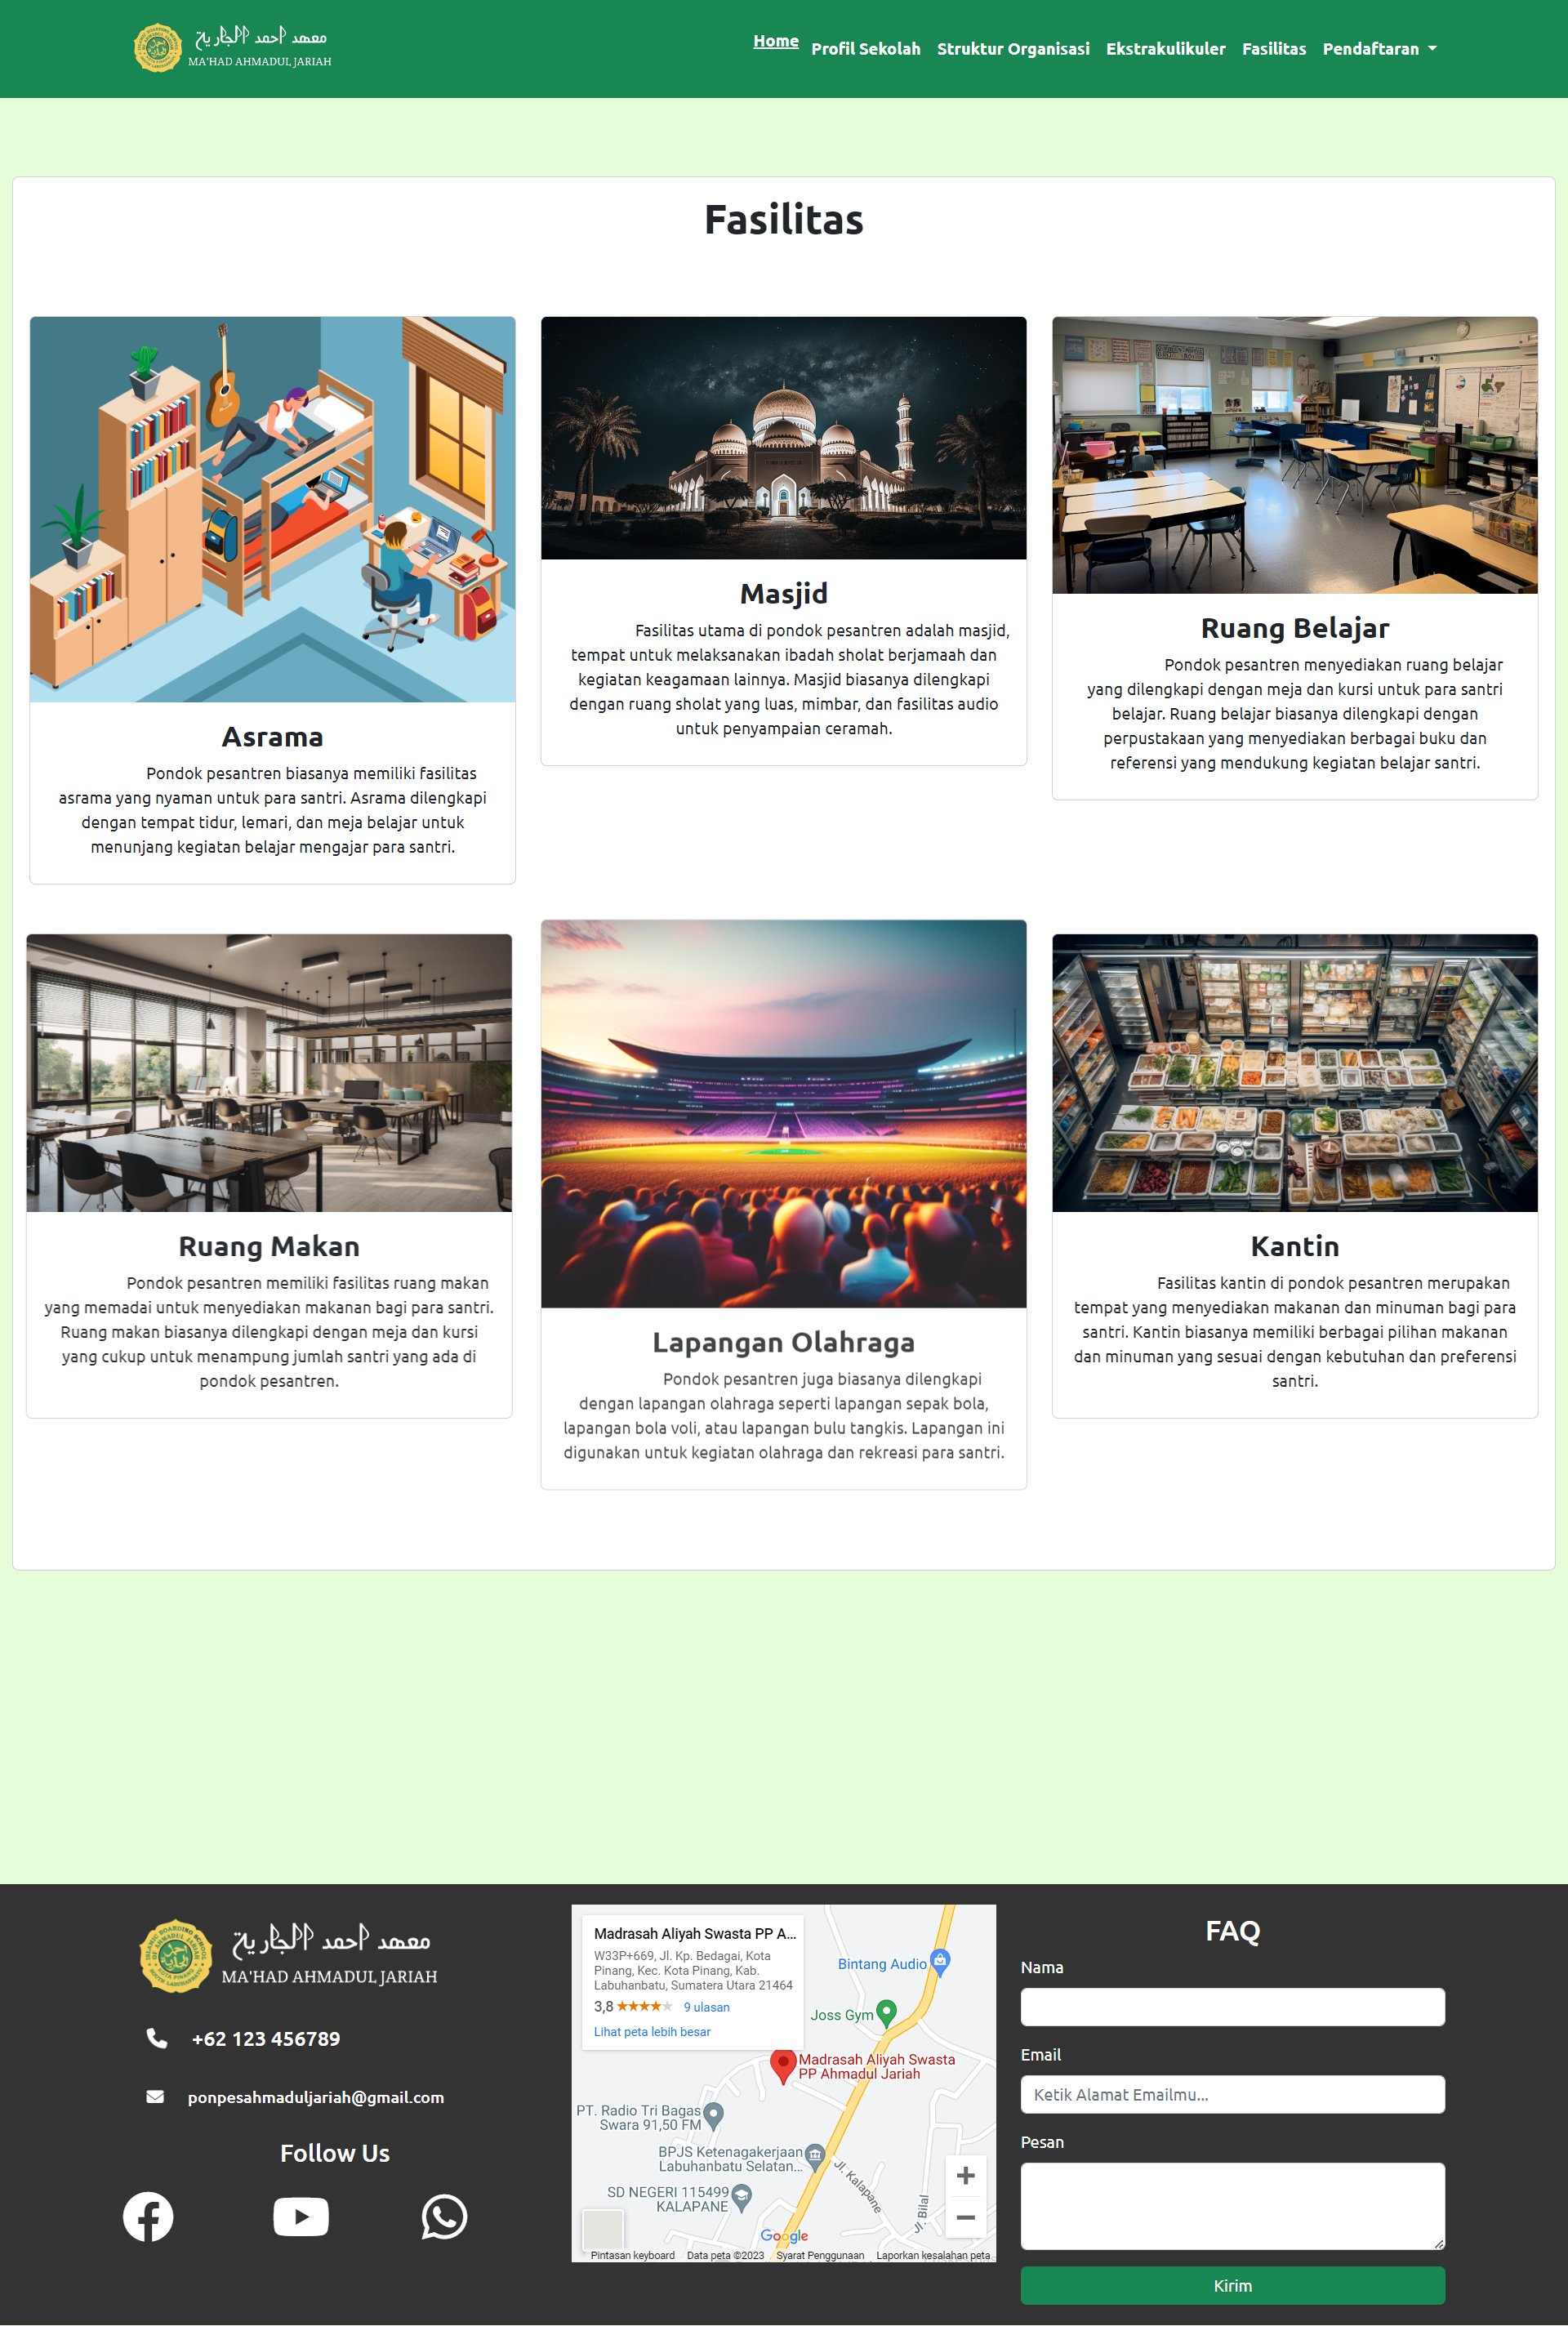 معهد احمد الجارية
MA'HAD AHMADUL JARIAH
Home Profil Sekolah Struktur Organisasi Ekstrakulikuler Fasilitas Pendaftaran
Fasilitas
Asrama
Pondok pesantren biasanya memiliki fasilitas
asrama yang nyaman untuk para santri. Asrama dilengkapi
dengan tempat tidur, lemari, dan meja belajar untuk
menunjang kegiatan belajar mengajar para santri.
Masjid
Fasilitas utama di pondok pesantren adalah masjid,
tempat untuk melaksanakan ibadah sholat berjamaah dan
kegiatan keagamaan lainnya. Masjid biasanya dilengkapi
dengan ruang sholat yang luas, mimbar, dan fasilitas audio
untuk penyampaian ceramah.
Ruang Belajar
Pondok pesantren menyediakan ruang belajar
yang dilengkapi dengan meja dan kursi untuk para santri
belajar. Ruang belajar biasanya dilengkapi dengan
perpustakaan yang menyediakan berbagai buku dan
referensi yang mendukung kegiatan belajar santri.
Ruang Makan
Pondok pesantren memiliki fasilitas ruang makan
yang memadai untuk menyediakan makanan bagi para santri.
Ruang makan biasanya dilengkapi dengan meja dan kursi
yang cukup untuk menampung jumlah santri yang ada di
pondok pesantren.
Lapangan Olahraga
Pondok pesantren juga biasanya dilengkapi
dengan lapangan olahraga seperti lapangan sepak bola,
lapangan bola voli, atau lapangan bulu tangkis. Lapangan ini
digunakan untuk kegiatan olahraga dan rekreasi para santri.
Kantin
Fasilitas kantin di pondok pesantren merupakan
tempat yang menyediakan makanan dan minuman bagi para
santri. Kantin biasanya memiliki berbagai pilihan makanan
dan minuman yang sesuai dengan kebutuhan dan preferensi
santri.
ISLAMIC BOARDING SCHOOL
AHMADUL JARIAH
KOTA PINANG
SOUTH LABUHANBATU
معهد احمد الجارية
MA'HAD AHMADUL JARIAH
+62 123 456789
ponpesahmaduljariah@gmail.com
Follow Us
Madrasah Aliyah Swasta PP A...
W33P+669, Jl. Kp. Bedagai, Kota
Pinang, Kec. Kota Pinang, Kab.
Labuhanbatu, Sumatera Utara 21464
3,8 9 ulasan
Lihat peta lebih besar
Bintang Audio
Joss Gym
Madrasah Aliyah Swasta
PP Ahmadul Jariah
PT. Radio Tri Bagas
Swara 91,50 FM
BPJS Ketenagakerjaan
Labuhanbatu Selatan...
SD NEGERI 115499
KALAPANE
Jl. Kalapane
Jl. Bilal
Google
Pintasan keyboard Data peta ©2023 Syarat Penggunaan Laporkan kesalahan peta
FAQ
Nama
Email
Ketik Alamat Emailmu...
Pesan
Kirim